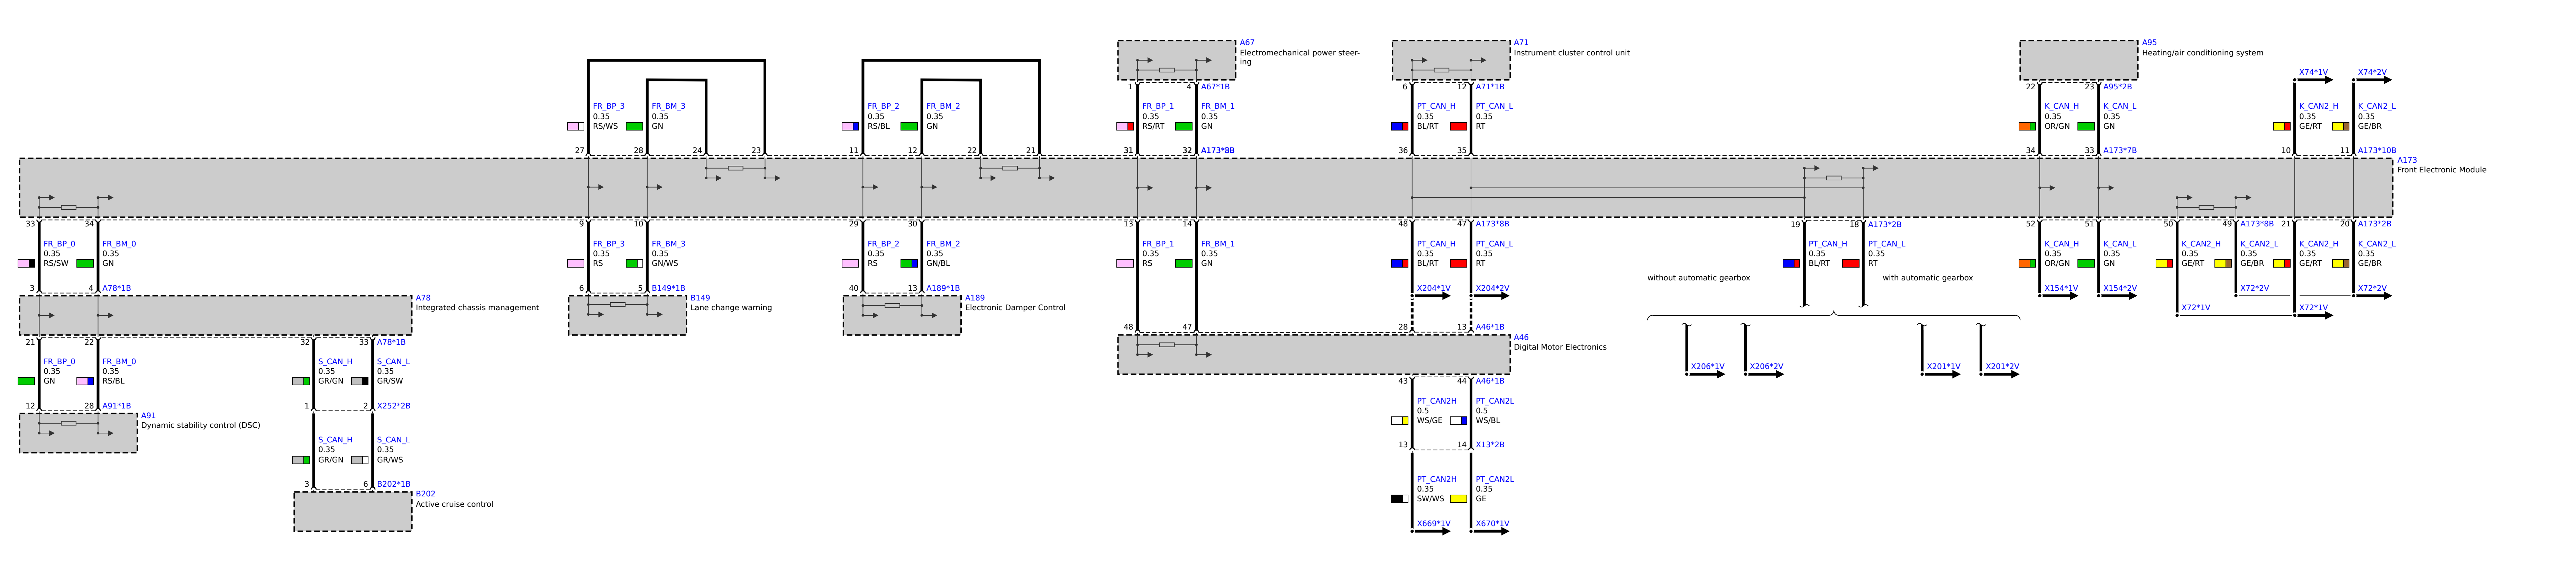 A67
Electromechanical power steer-
ing
A71
Instrument cluster control unit
A95
Heating/air conditioning system
X74*1V
X74*2V
1
4
A67*1B
6
12
A71*1B
22
23
A95*2B
FR_BP_3
0.35
RS/WS
FR_BM_3
0.35
GN
FR_BP_2
0.35
RS/BL
FR_BM_2
0.35
GN
FR_BP_1
0.35
RS/RT
FR_BM_1
0.35
GN
PT_CAN_H
0.35
BL/RT
PT_CAN_L
0.35
RT
K_CAN_H
0.35
OR/GN
K_CAN_L
0.35
GN
K_CAN2_H
0.35
GE/RT
K_CAN2_L
0.35
GE/BR
27
28
24
23
11
12
22
21
31
32
A173*8B
36
35
34
33
A173*7B
10
11
A173*10B
A173
Front Electronic Module
33
34
9
10
29
30
13
14
48
47
A173*8B
19
18
A173*2B
52
51
50
49
A173*8B
21
20
A173*2B
FR_BP_0
0.35
RS/SW
FR_BM_0
0.35
GN
FR_BP_3
0.35
RS
FR_BM_3
0.35
GN/WS
FR_BP_2
0.35
RS
FR_BM_2
0.35
GN/BL
FR_BP_1
0.35
RS
FR_BM_1
0.35
GN
PT_CAN_H
0.35
BL/RT
PT_CAN_L
0.35
RT
PT_CAN_H
0.35
BL/RT
PT_CAN_L
0.35
RT
K_CAN_H
0.35
OR/GN
K_CAN_L
0.35
GN
K_CAN2_H
0.35
GE/RT
K_CAN2_L
0.35
GE/BR
K_CAN2_H
0.35
GE/RT
K_CAN2_L
0.35
GE/BR
without automatic gearbox
with automatic gearbox
3
4
A78*1B
6
5
B149*1B
40
13
A189*1B
X204*1V
X204*2V
X154*1V
X154*2V
X72*2V
X72*2V
X72*1V
X72*1V
A78
Integrated chassis management
B149
Lane change warning
A189
Electronic Damper Control
48
47
28
13
A46*1B
A46
Digital Motor Electronics
21
22
32
33
A78*1B
FR_BP_0
0.35
GN
FR_BM_0
0.35
RS/BL
S_CAN_H
0.35
GR/GN
S_CAN_L
0.35
GR/SW
X206*1V
X206*2V
X201*1V
X201*2V
12
28
A91*1B
1
2
X252*2B
43
44
A46*1B
PT_CAN2H
0.5
WS/GE
PT_CAN2L
0.5
WS/BL
A91
Dynamic stability control (DSC)
S_CAN_H
0.35
GR/GN
S_CAN_L
0.35
GR/WS
13
14
X13*2B
3
6
B202*1B
PT_CAN2H
0.35
SW/WS
PT_CAN2L
0.35
GE
B202
Active cruise control
X669*1V
X670*1V